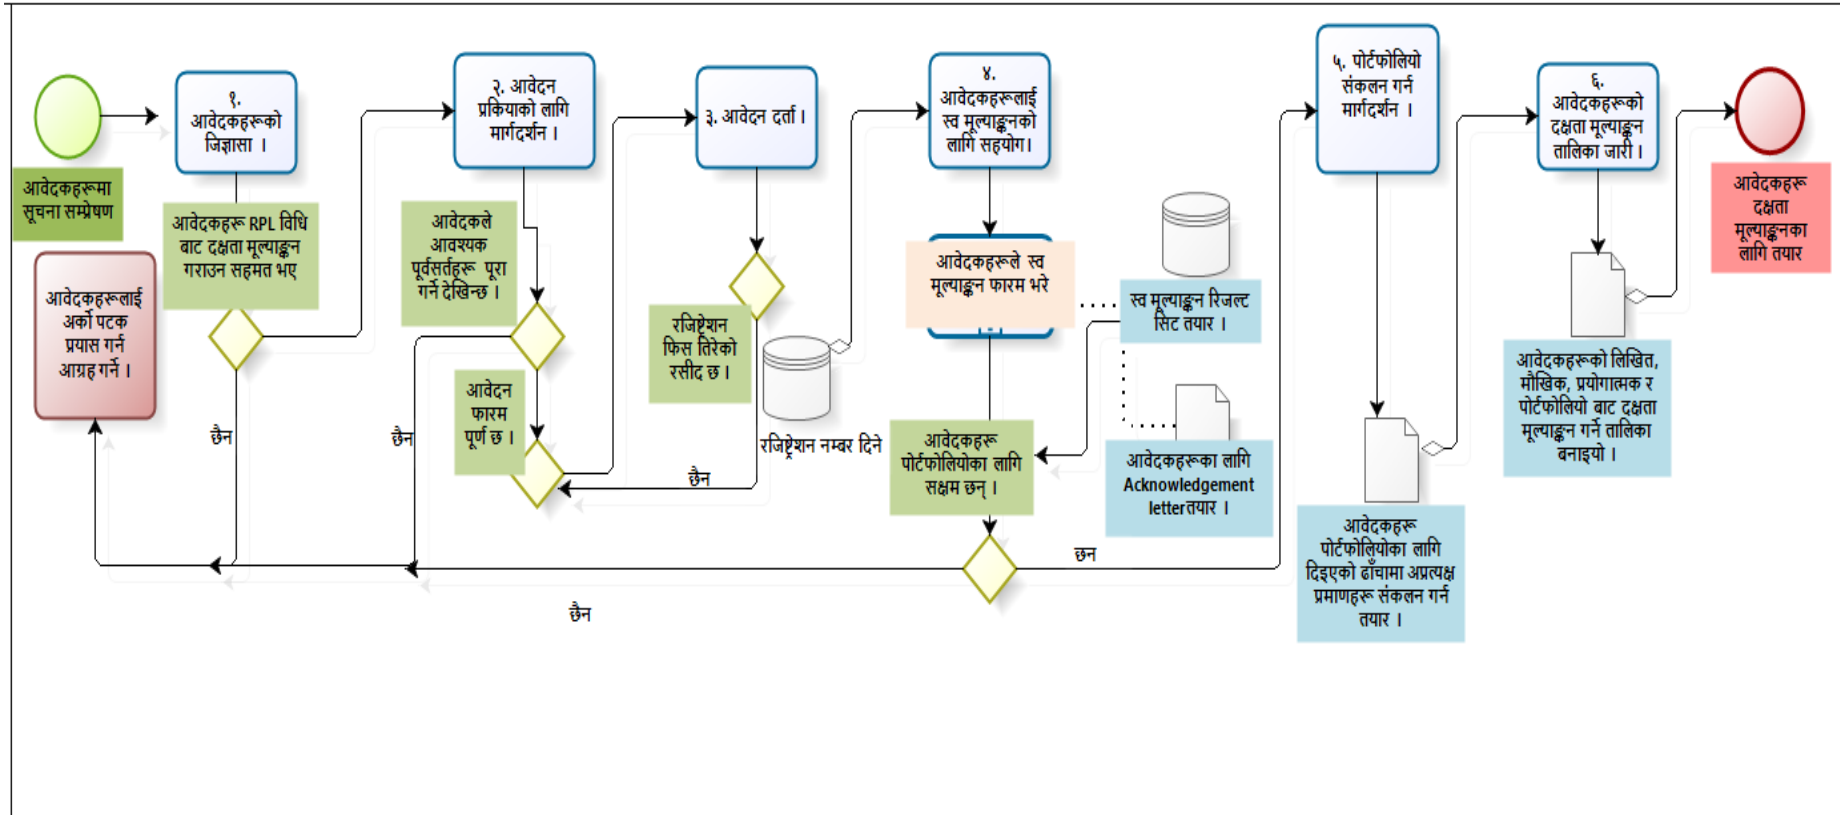 आवेदकहरूमा
सूचना सम्प्रेषण
१.
आवेदकहरूको
जिज्ञासा ।
आवेदकहरू RPL विधि
बाट दक्षता मूल्याङ्कन
गराउन सहमत भए
आवेदकहरूलाई
अर्को पटक
प्रयास गर्न
आग्रह गर्ने ।
छैन
२. आवेदन
प्रकियाको लागि
मार्गदर्शन ।
आवेदकले
आवश्यक
पूर्वसर्तहरू पूरा
गर्ने देखिन्छ ।
आवेदन
फारम
पूर्ण छ ।
छैन
३. आवेदन दर्ता ।
रजिष्ट्रेशन
फिस तिरेको
रसीद छ ।
रजिष्ट्रेशन नम्बर दिने
छैन
४.
आवेदकहरूलाई
स्व मूल्याङ्कनको
लागि सहयोग।
आवेदकहरूले स्व
मूल्याङ्कन फारम भरे
स्व मूल्याङ्कन रिजल्ट
सिट तयार ।
आवेदकहरू
पोर्टफोलियोका लागि
सक्षम छन् ।
आवेदकहरूका लागि
Acknowledgement
letterतयार ।
छन
छैन
५. पोर्टफोलियो
संकलन गर्न
मार्गदर्शन ।
आवेदकहरू
पोर्टफोलियोका लागि
दिइएको ढाँचामा अप्रत्यक्ष
प्रमाणहरू संकलन गर्न
तयार ।
६.
आवेदकहरूको
दक्षता मूल्याङ्कन
तालिका जारी ।
आवेदकहरूको लिखित,
मौखिक, प्रयोगात्मक र
पोर्टफोलियो बाट दक्षता
मूल्याङ्कन गर्ने तालिका
बनाइयो ।
आवेदकहरू
दक्षता
मूल्याङ्कनका
लागि तयार